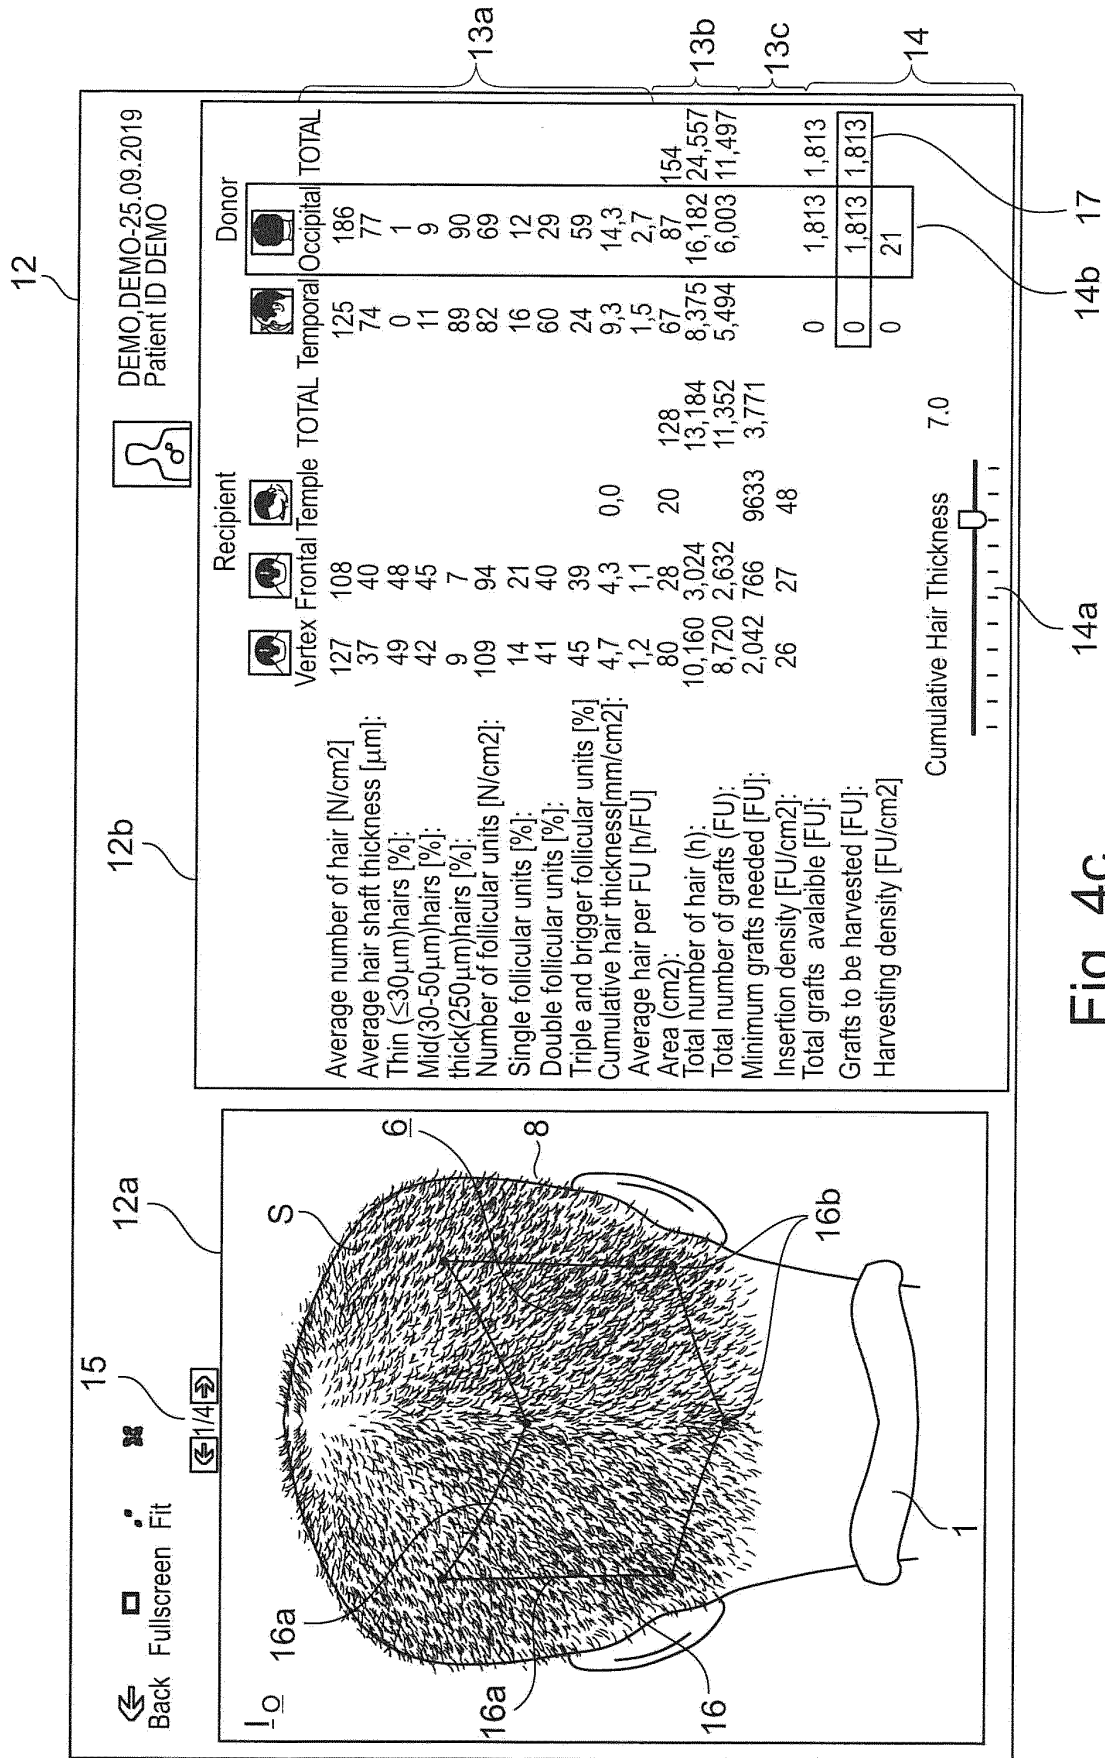 12
Back Fullscreen Fit
15
1/4
12a
I O
S
6
8
16a
16a
16
16b
1
12b
DEMO,DEMO-25.09.2019
Patient ID DEMO
Recipient Donor
Vertex Frontal Temple TOTAL Temporal Occipital TOTAL
Average number of hair [N/cm2] 127 108 125 186
Average hair shaft thickness [µm]: 37 40 74 77
Thin (≤30µm)hairs [%]: 49 48 0 1
Mid(30-50µm)hairs [%]: 42 45 11 9
thick(250µm)hairs [%]: 9 7 89 90
Number of follicular units [N/cm2]: 109 94 82 69
Single follicular units [%]: 14 21 16 12
Double follicular units [%]: 41 40 60 29
Triple and brigger follicular units [%] 45 39 24 59
Cumulative hair thickness[mm/cm2]: 4,7 4,3 0,0 9,3 14,3
Average hair per FU [h/FU] 1,2 1,1 1,5 2,7
Area (cm2): 80 28 20 128 67 87 154
Total number of hair (h): 10,160 3,024 13,184 8,375 16,182 24,557
Total number of grafts (FU): 8,720 2,632 11,352 5,494 6,003 11,497
Minimum grafts needed [FU]: 2,042 766 9633 3,771
Insertion density [FU/cm2]: 26 27 48
Total grafts avalaible [FU]: 0 1,813 1,813
Grafts to be harvested [FU]: 0 1,813 1,813
Harvesting density [FU/cm2] 0 21
Cumulative Hair Thickness 7.0
13a
13b
13c
14
14a
14b
17
Fig. 4c